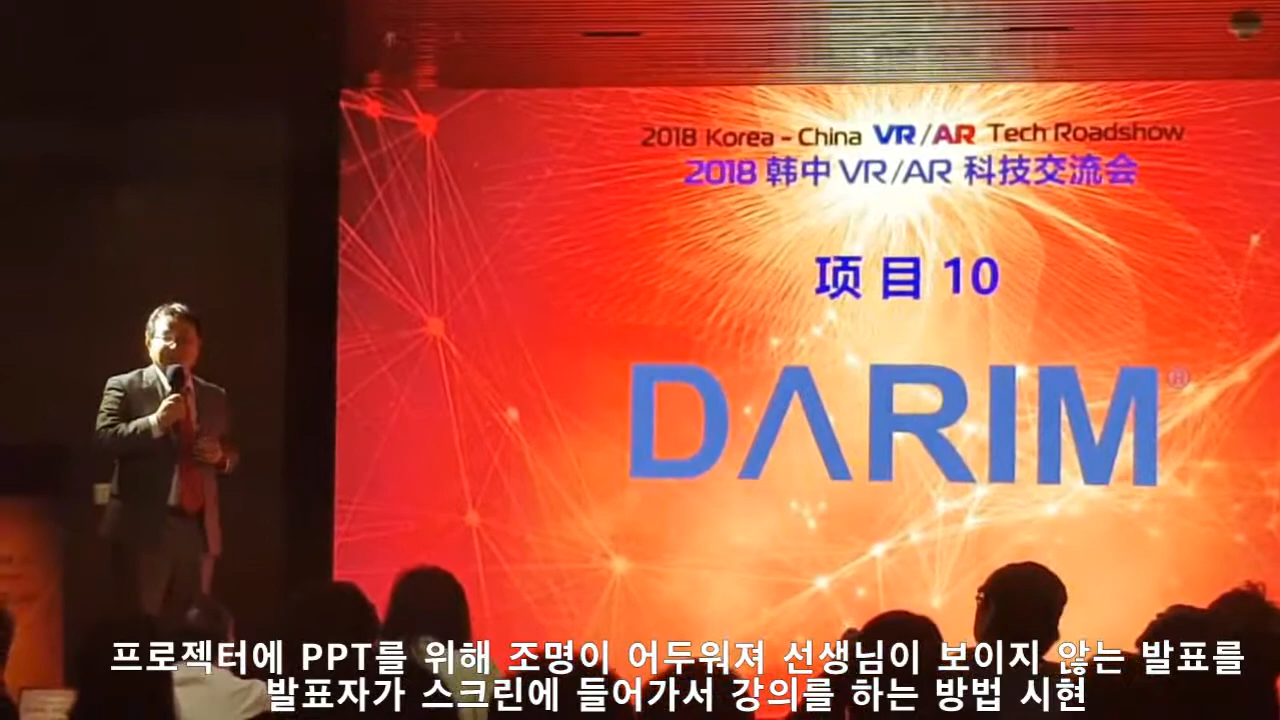 2018 Korea - China VR/AR Tech Roadshow
2018 韩中 VR/AR 科技交流会
项目10
DARIM®
프로젝터에 PPT를 위해 조명이 어두워져 선생님이 보이지 않는 발표를
발표자가 스크린에 들어가서 강의를 하는 방법 시현